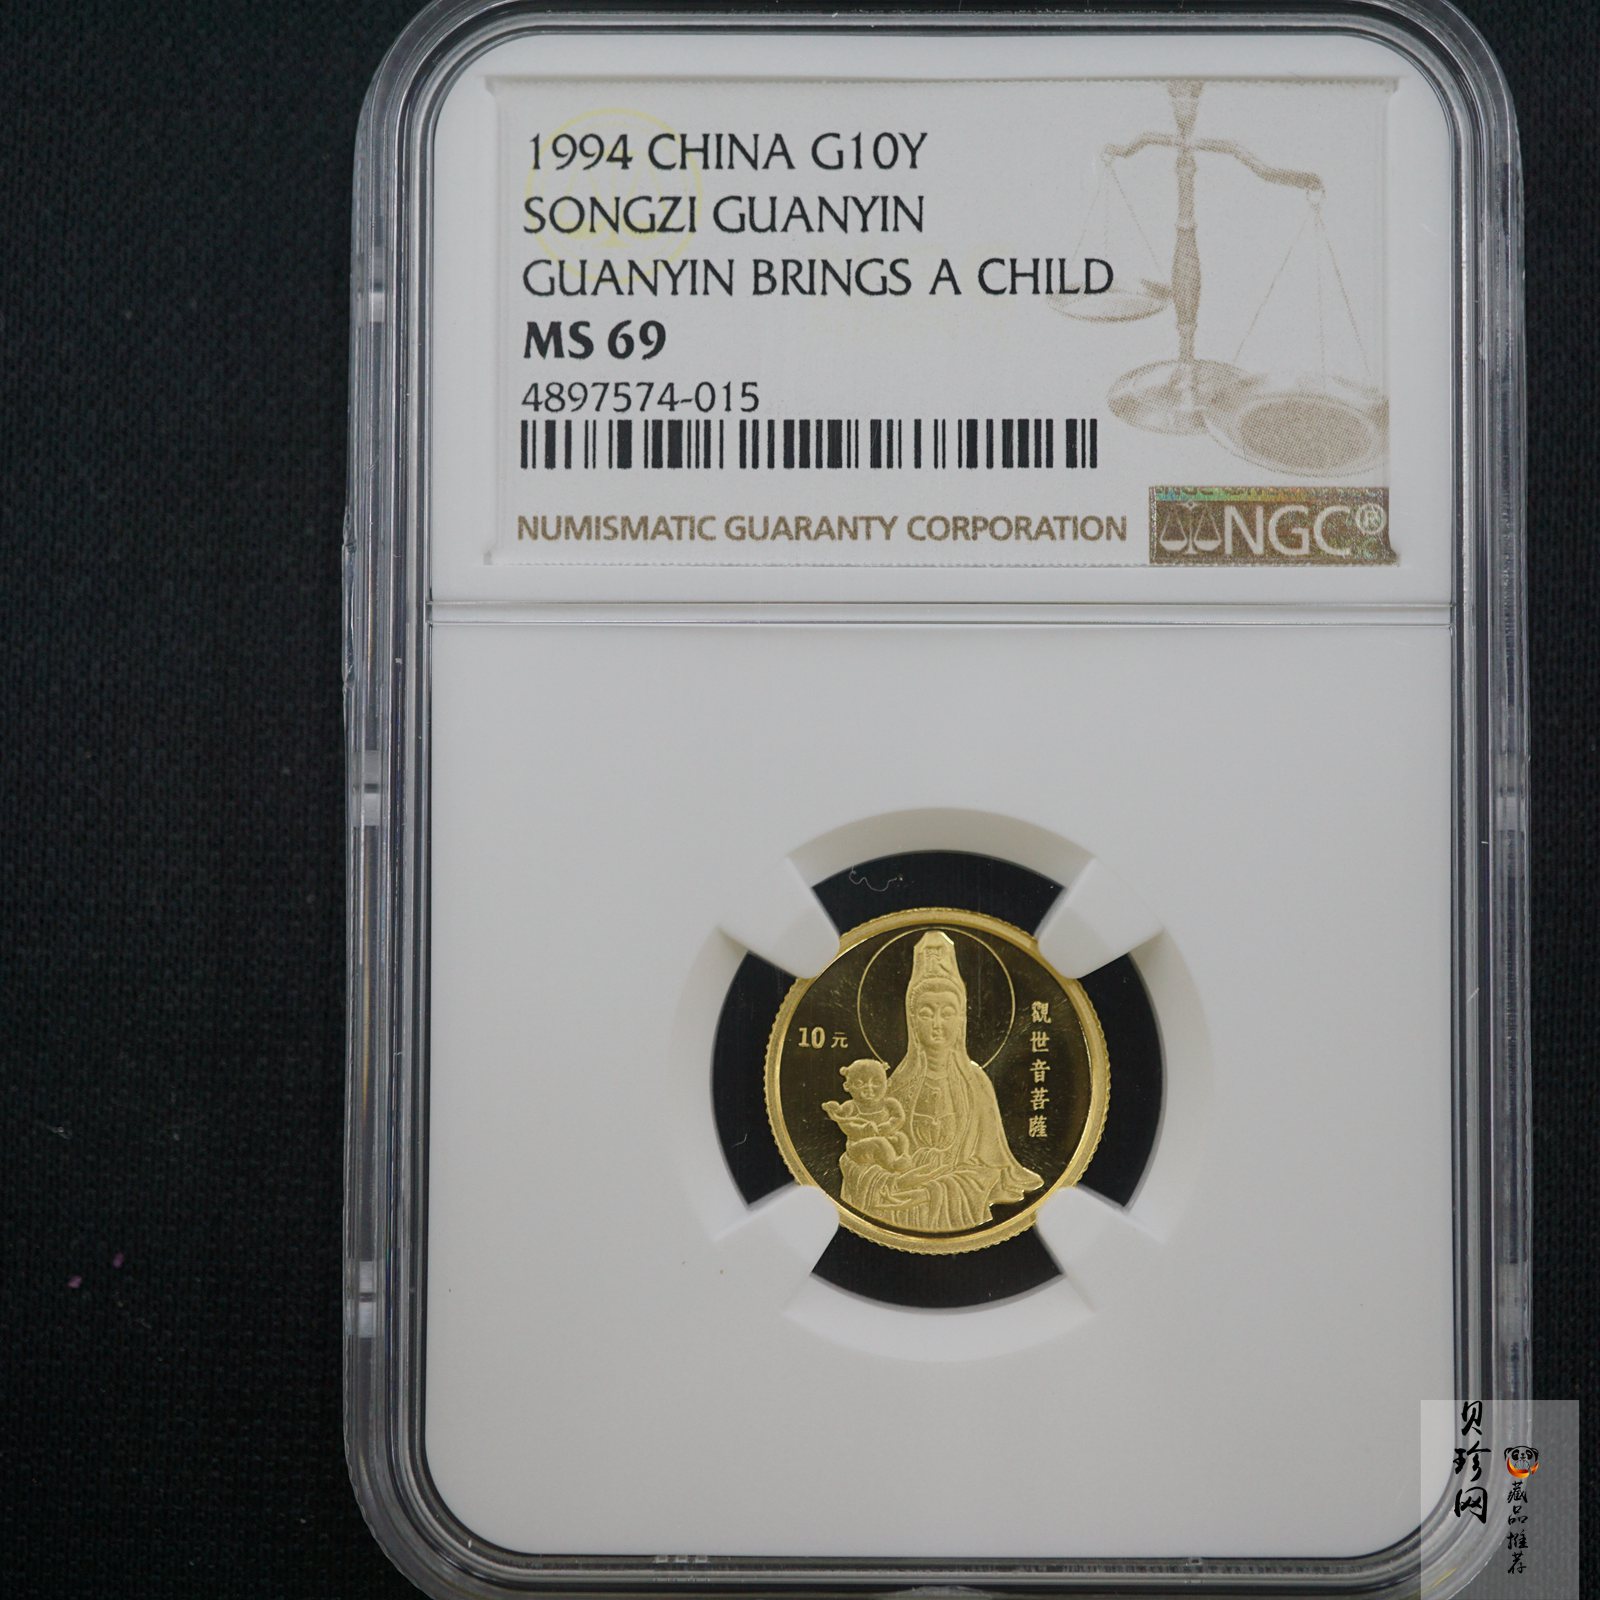 1994 CHINA G10Y
SONGZI GUANYIN
GUANYIN BRINGS A CHILD
MS 69
4897574-015
NUMISMATIC GUARANTY CORPORATION
NGC®
10元
觀世音菩薩
贝珍网
藏品推荐